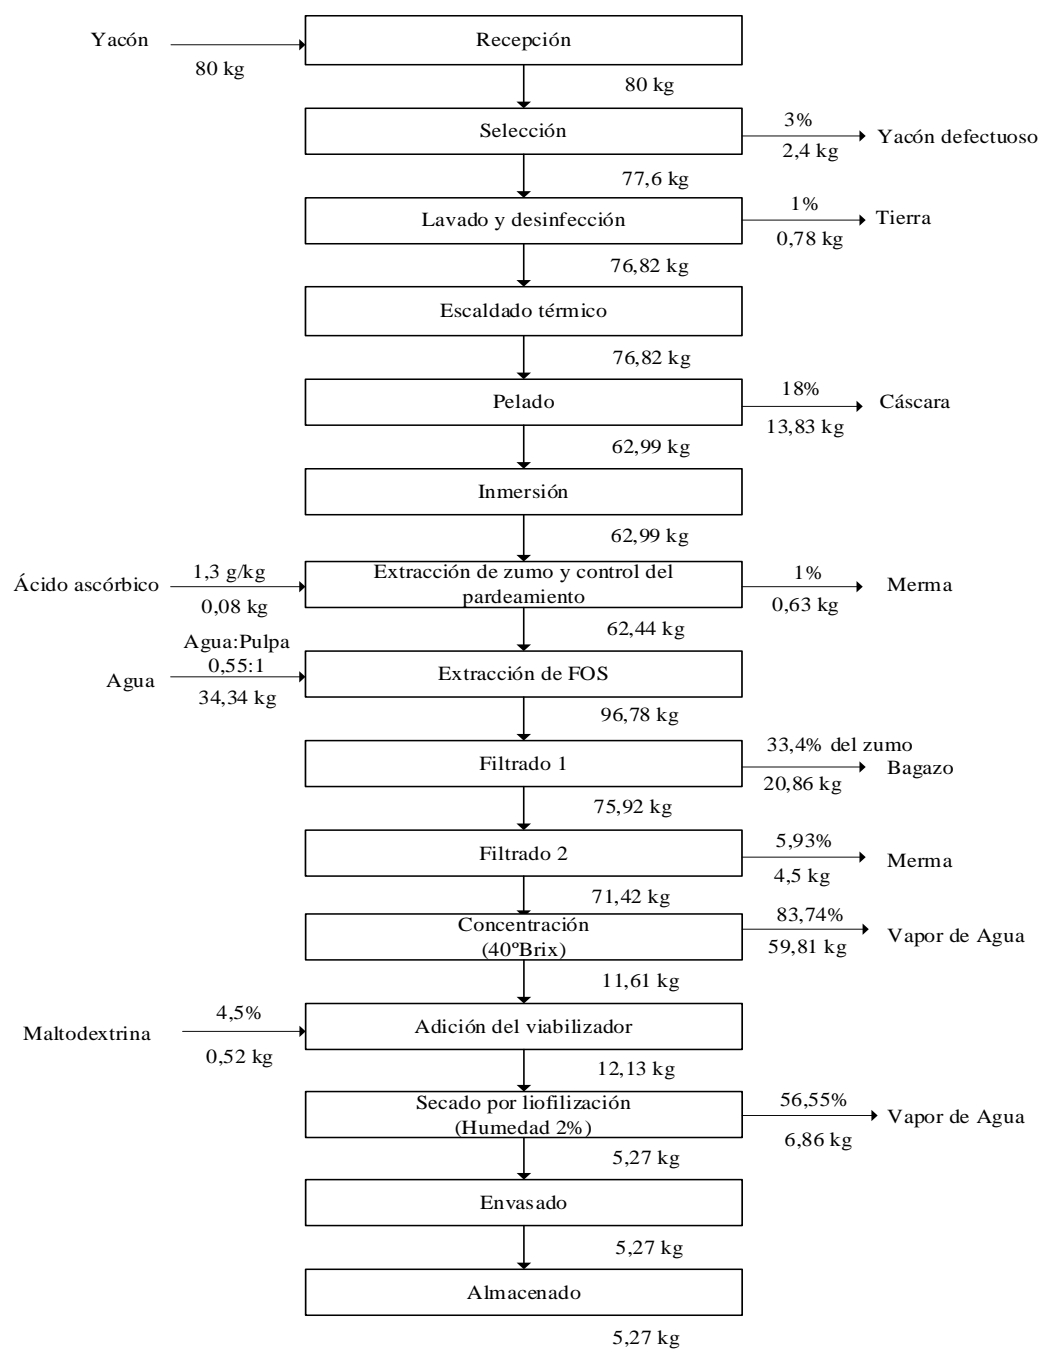 Yacón
80 kg
Recepción
80 kg
Selección
3%
2,4 kg
Yacón defectuoso
77,6 kg
Lavado y desinfección
1%
0,78 kg
Tierra
76,82 kg
Escaldado térmico
76,82 kg
Pelado
18%
13,83 kg
Cáscara
62,99 kg
Inmersión
62,99 kg
Ácido ascórbico
1,3 g/kg
0,08 kg
Extracción de zumo y control del
pardeamiento
1%
0,63 kg
Merma
62,44 kg
Agua
Agua:Pulpa
0,55:1
34,34 kg
Extracción de FOS
96,78 kg
Filtrado 1
33,4% del zumo
20,86 kg
Bagazo
75,92 kg
Filtrado 2
5,93%
4,5 kg
Merma
71,42 kg
Concentración
(40ºBrix)
83,74%
59,81 kg
Vapor de Agua
11,61 kg
Maltodextrina
4,5%
0,52 kg
Adición del viabilizador
12,13 kg
Secado por liofilización
(Humedad 2%)
56,55%
6,86 kg
Vapor de Agua
5,27 kg
Envasado
5,27 kg
Almacenado
5,27 kg